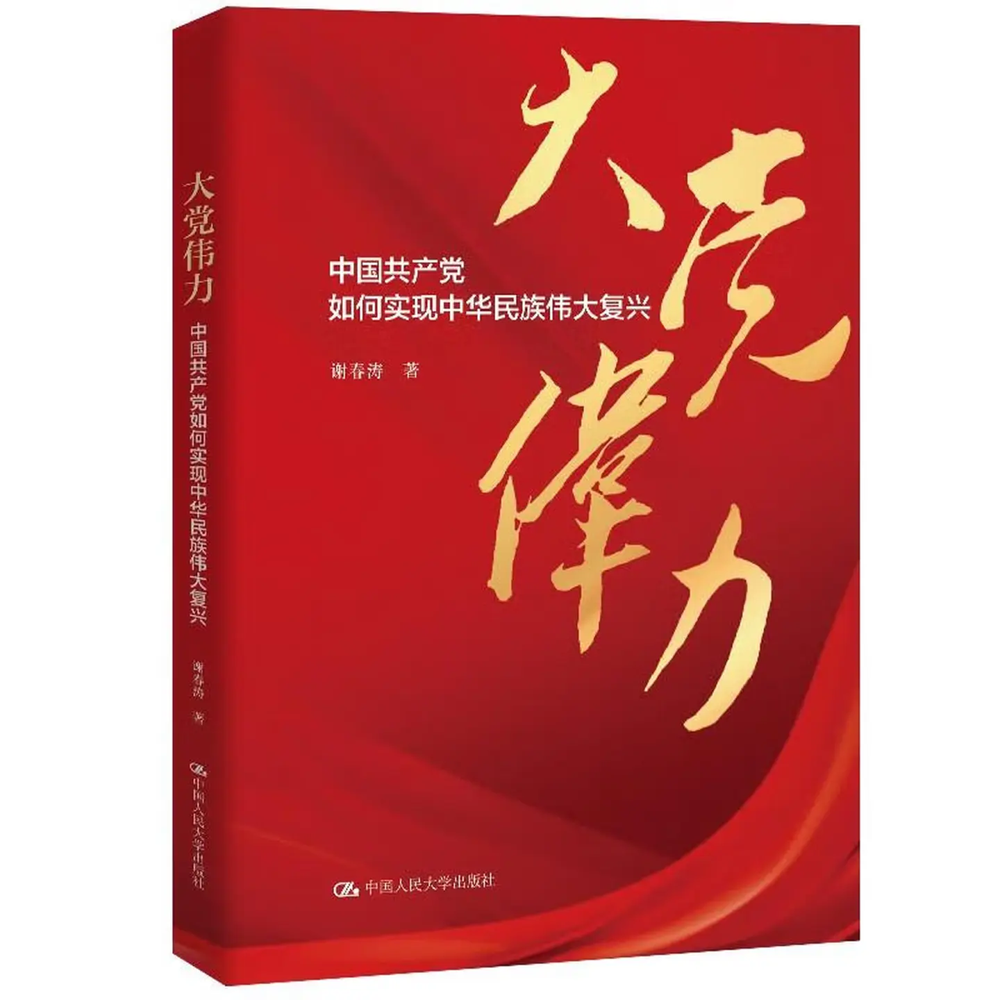 大党伟力
中国共产党如何实现中华民族伟大复兴
谢春涛 著
中国人民大学出版社
大党偉力
中国共产党
如何实现中华民族伟大复兴
谢春涛 著
中国人民大学出版社